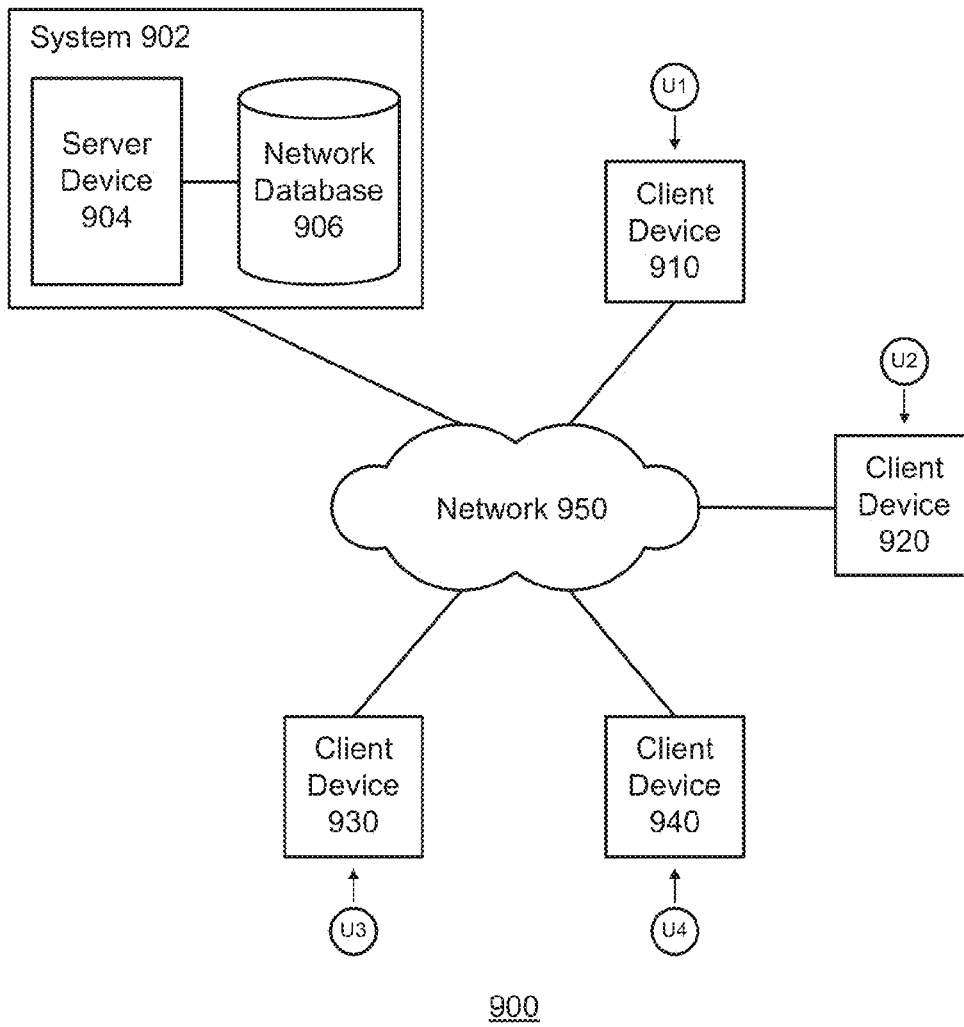 System 902
Server
Device
904
Network
Database
906
U1
Client
Device
910
U2
Client
Device
920
Network 950
Client
Device
930
Client
Device
940
U3
U4
900